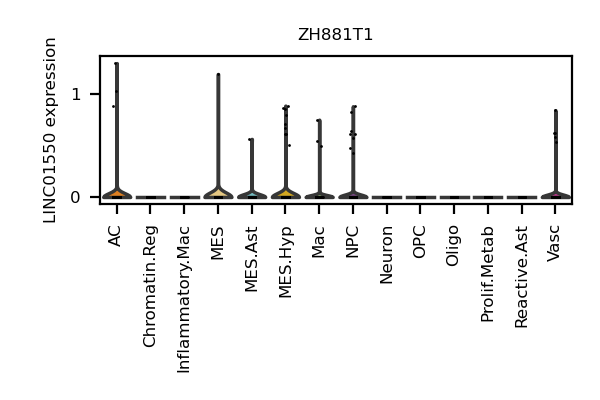 ZH881T1
LINC01550 expression
1
0
AC
Chromatin.Reg
Inflammatory.Mac
MES
MES.Ast
MES.Hyp
Mac
NPC
Neuron
OPC
Oligo
Prolif.Metab
Reactive.Ast
Vasc